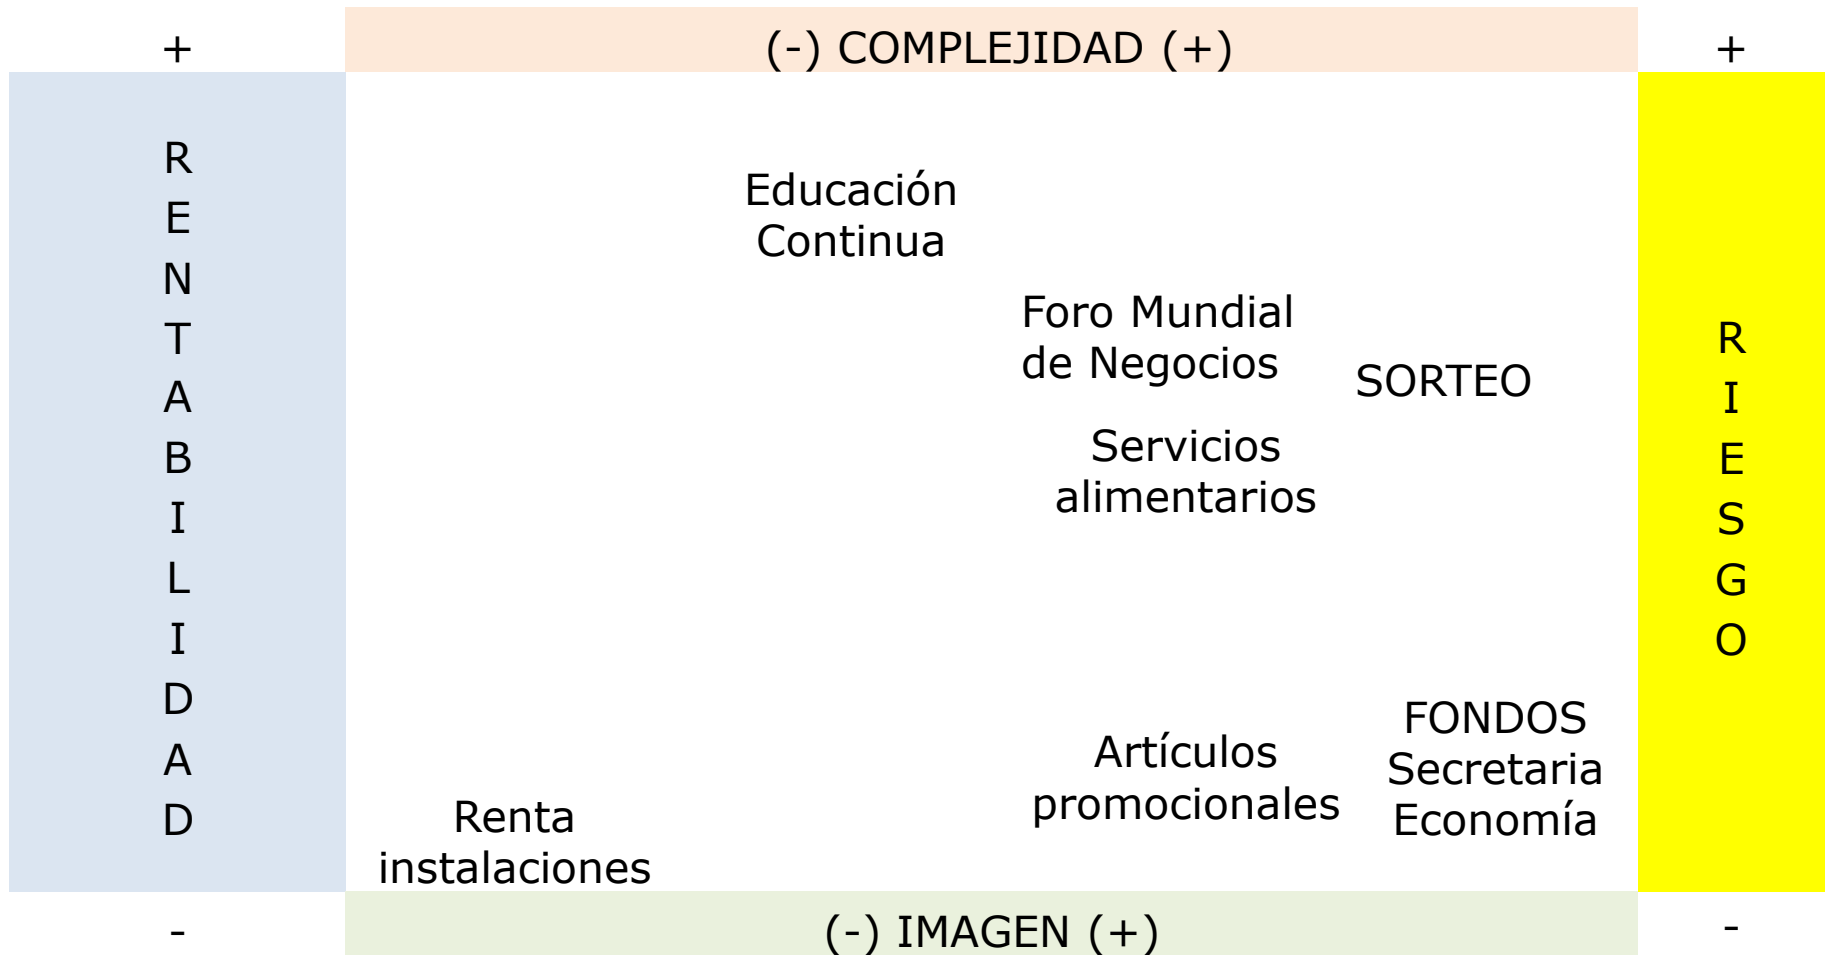 +
(-) COMPLEJIDAD (+)
+
R
E
N
T
A
B
I
L
I
D
A
D
Educación
Continua
Foro Mundial
de Negocios
SORTEO
Servicios
alimentarios
Artículos
promocionales
FONDOS
Secretaria
Economía
Renta
instalaciones
R
I
E
S
G
O
-
(-) IMAGEN (+)
-